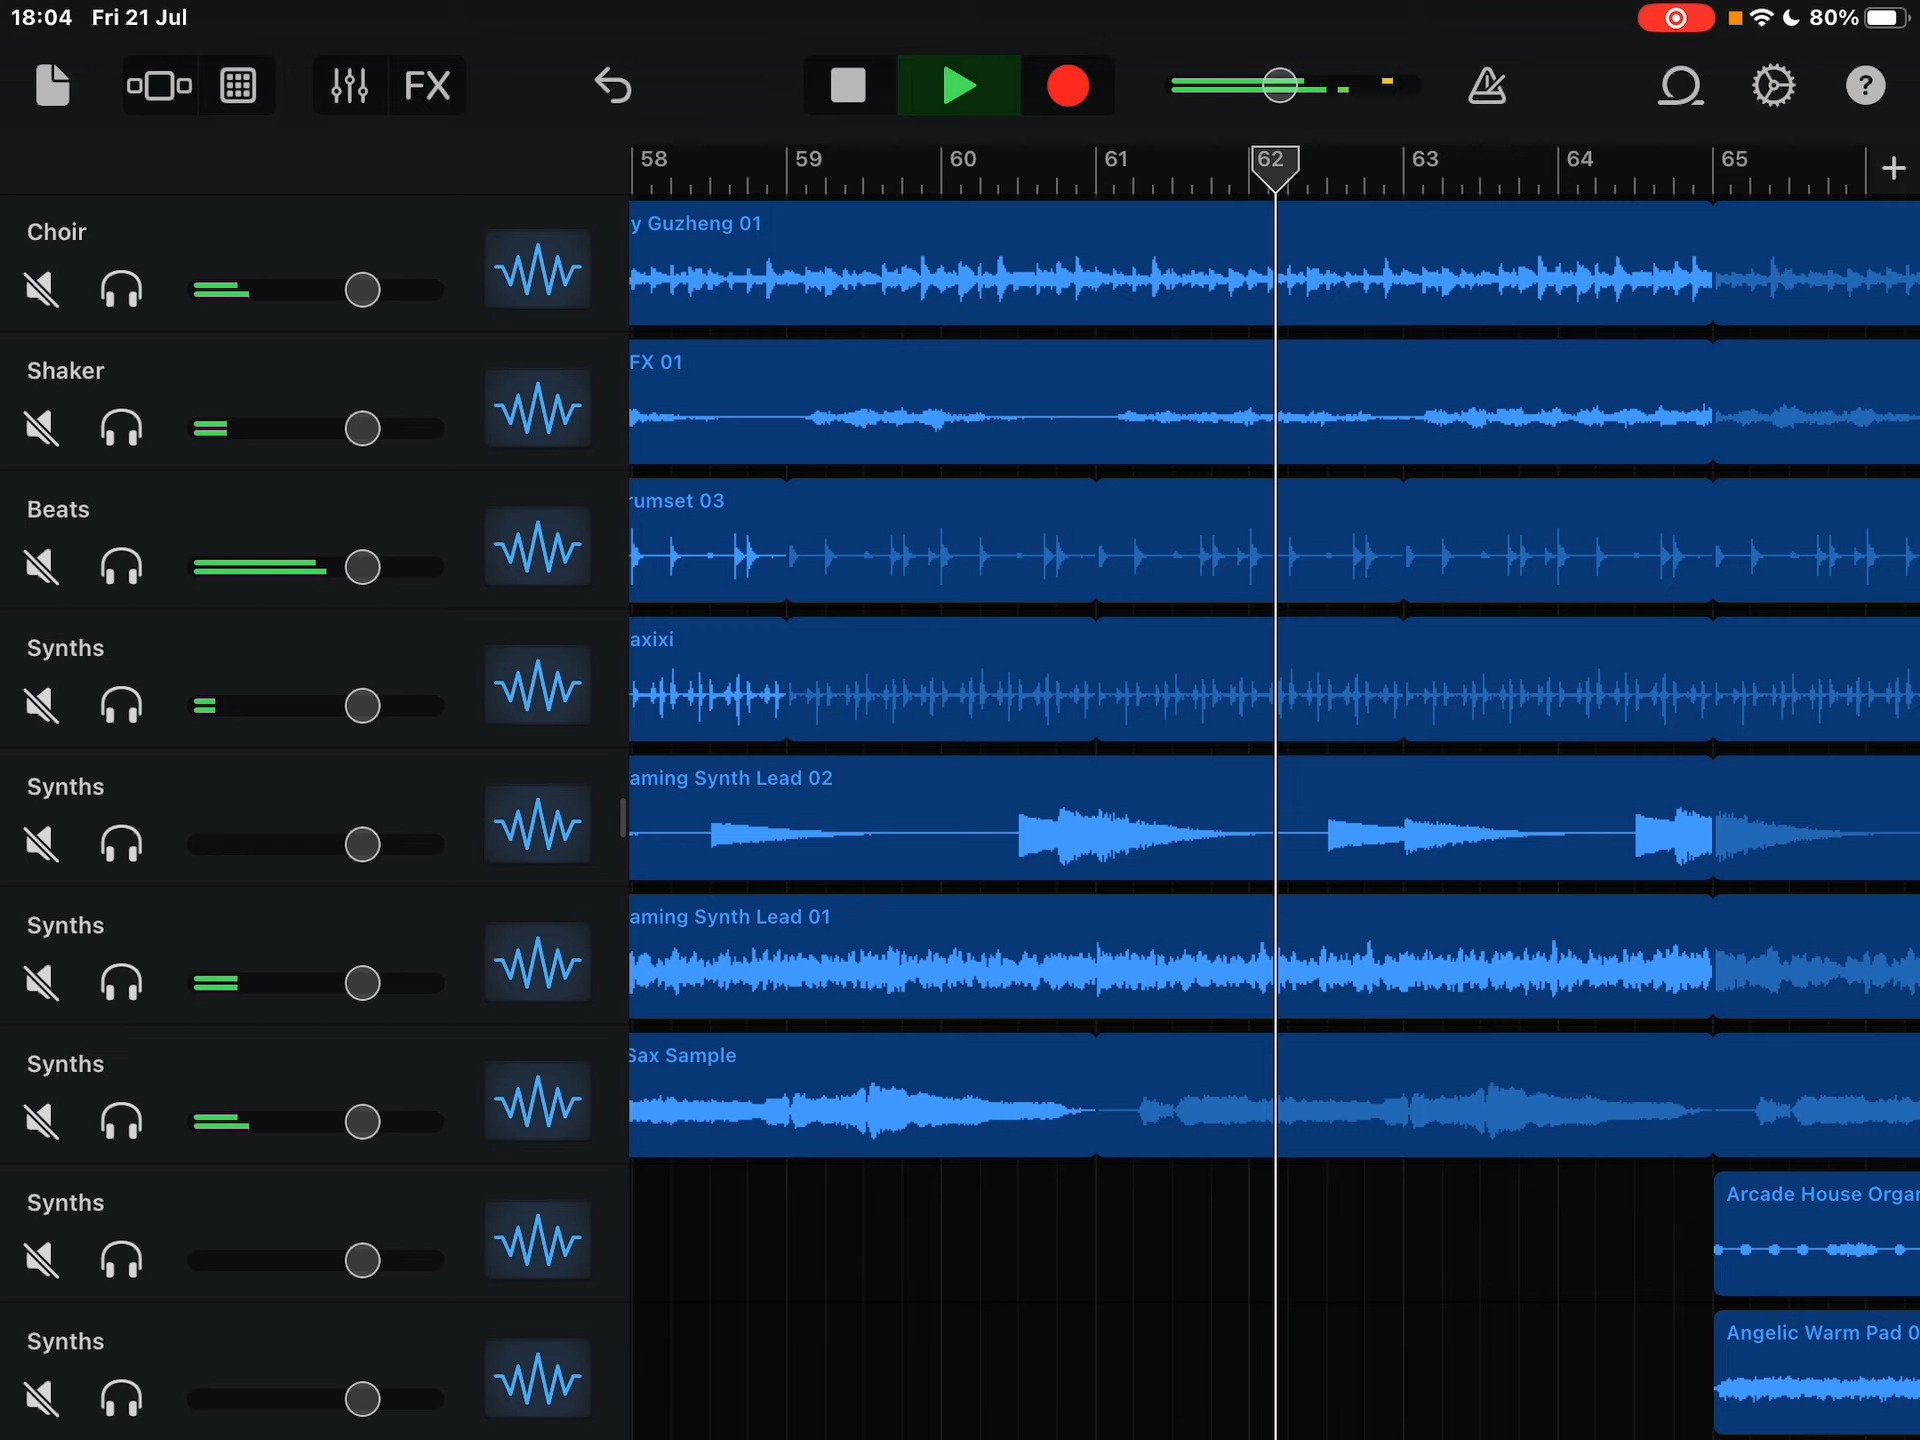 18:04 Fri 21 Jul
80%
FX
?
58 59 60 61 62 63 64 65
+
Choir
y Guzheng 01
Shaker
FX 01
Beats
rumset 03
Synths
axixi
Synths
aming Synth Lead 02
Synths
aming Synth Lead 01
Synths
Sax Sample
Synths
Arcade House Organ
Synths
Angelic Warm Pad 0